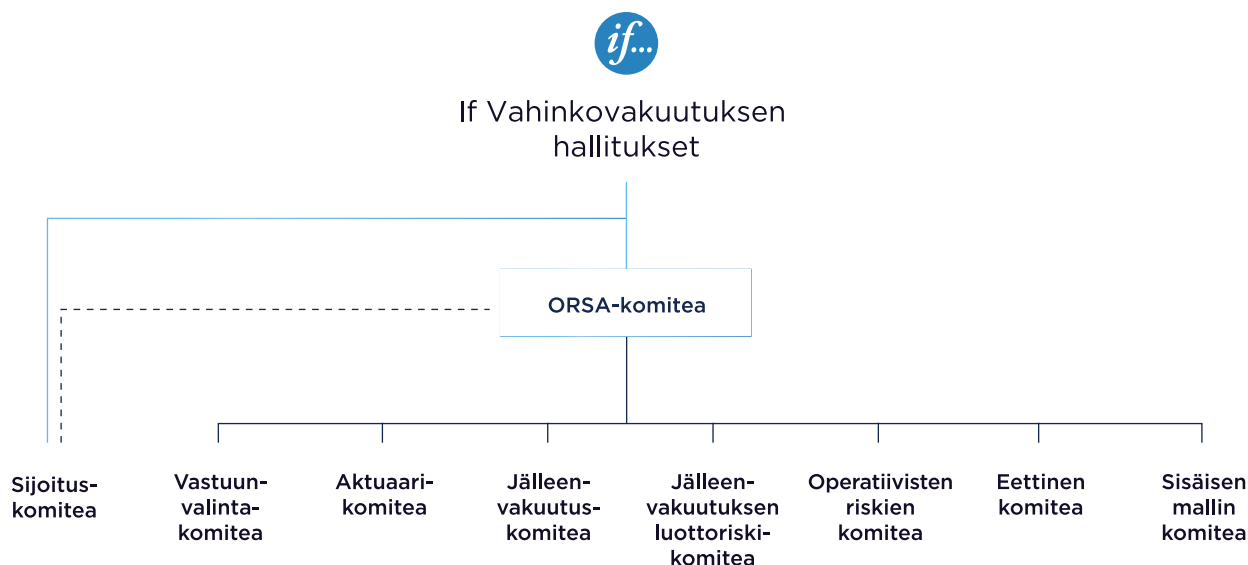 if...
If Vahinkovakuutuksen
hallitukset
ORSA-komitea
Sijoitus-
komitea
Vastuun-
valinta-
komitea
Aktuaari-
komitea
Jälleen-
vakuutus-
komitea
Jälleen-
vakuutuksen
luottoriski-
komitea
Operatiivisten
riskien
komitea
Eettinen
komitea
Sisäisen
mallin
komitea